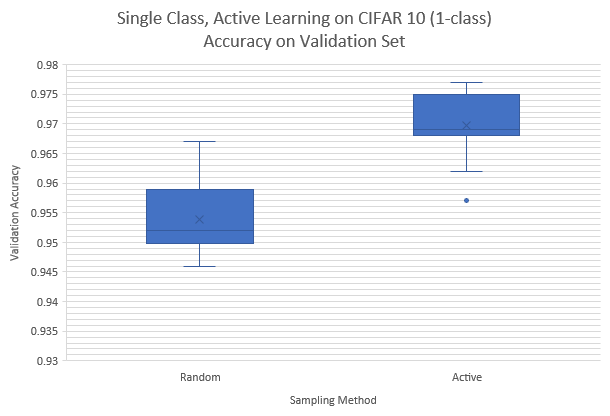 Single Class, Active Learning on CIFAR 10 (1-class)
Accuracy on Validation Set
0.98
0.975
0.97
0.965
0.96
0.955
0.95
0.945
0.94
0.935
0.93
Validation Accuracy
Random Active
Sampling Method